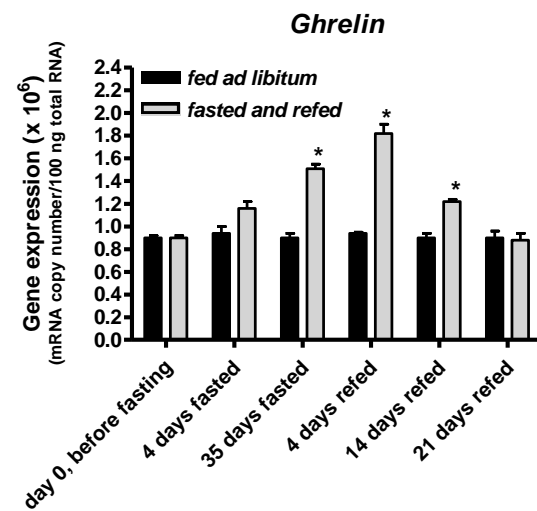 Ghrelin
Gene expression (x 10⁶)
(mRNA copy number/100 ng total RNA)
2.4
2.2
2.0
1.8
1.6
1.4
1.2
1.0
0.8
0.6
0.4
0.2
0.0
fed ad libitum
fasted and refed
*
*
*
day 0, before fasting
4 days fasted
35 days fasted
4 days refed
14 days refed
21 days refed